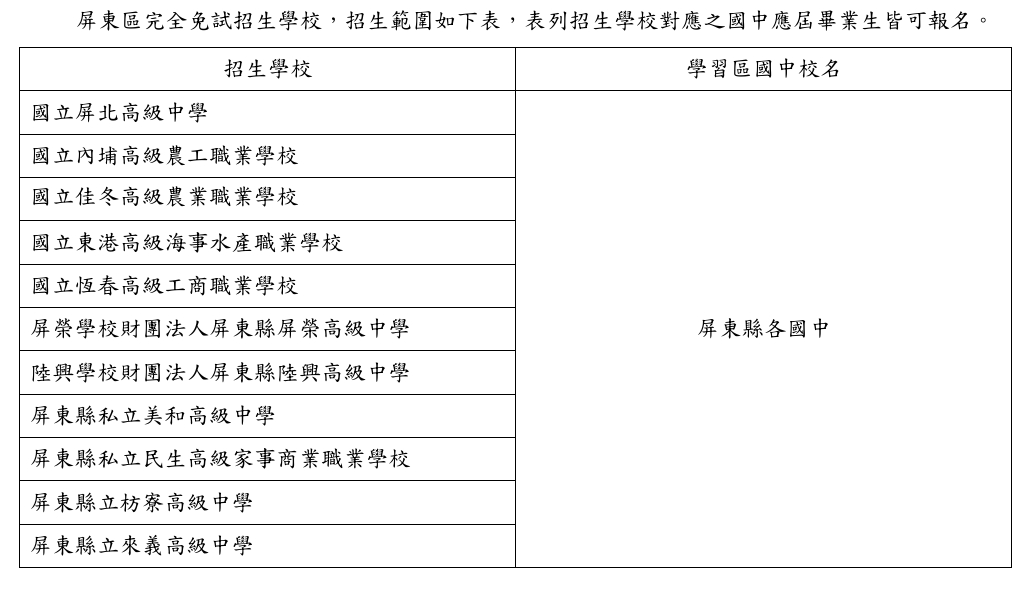 屏東區完全免試招生學校，招生範圍如下表，表列招生學校對應之國中應屆畢業生皆可報名。
招生學校
學習區國中校名
國立屏北高級中學
國立內埔高級農工職業學校
國立佳冬高級農業職業學校
國立東港高級海事水產職業學校
國立恆春高級工商職業學校
屏榮學校財團法人屏東縣屏榮高級中學
陸興學校財團法人屏東縣陸興高級中學
屏東縣私立美和高級中學
屏東縣私立民生高級家事商業職業學校
屏東縣立枋寮高級中學
屏東縣立來義高級中學
屏東縣各國中